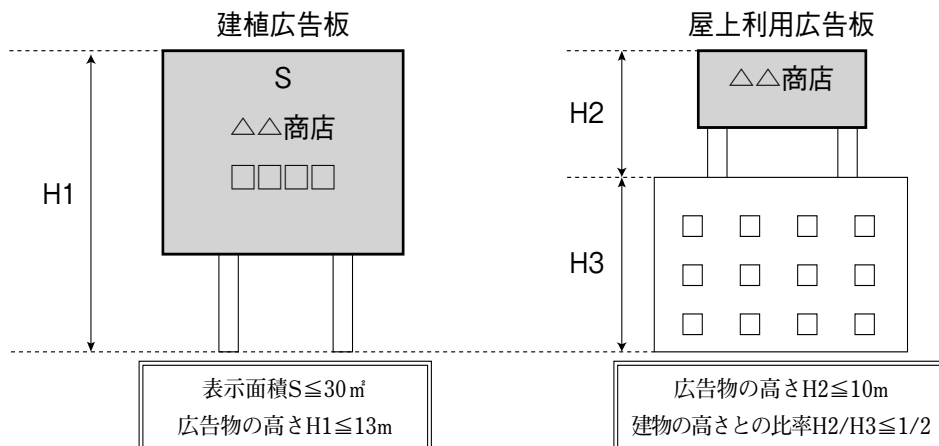 建植広告板
S
△△商店
□□□□
H1
表示面積S≦30㎡
広告物の高さH1≦13m
屋上利用広告板
△△商店
H2
H3
広告物の高さH2≦10m
建物の高さとの比率H2/H3≦1/2